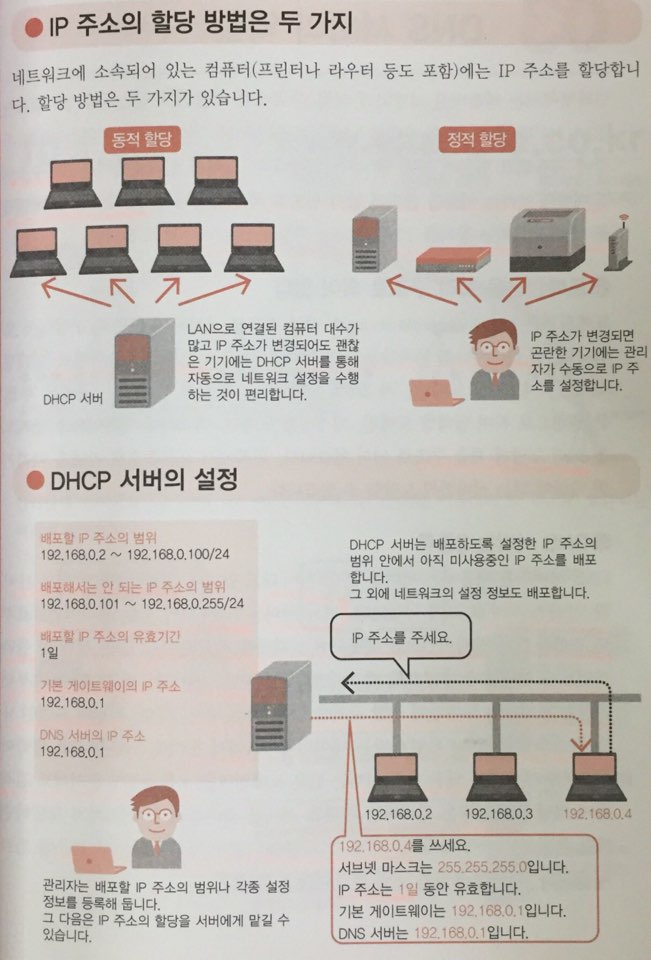 IP 주소의 할당 방법은 두 가지
네트워크에 소속되어 있는 컴퓨터(프린터나 라우터 등도 포함)에는 IP 주소를 할당합니
다. 할당 방법은 두 가지가 있습니다.
동적 할당
정적 할당
LAN으로 연결된 컴퓨터 대수가
많고 IP 주소가 변경되어도 괜찮
은 기기에는 DHCP 서버를 통해
자동으로 네트워크 설정을 수행
하는 것이 편리합니다.
DHCP 서버
IP 주소가 변경되면
곤란한 기기에는 관리
자가 수동으로 IP 주
소를 설정합니다.
DHCP 서버의 설정
배포할 IP 주소의 범위
192.168.0.2 ~ 192.168.0.100/24
배포해서는 안 되는 IP 주소의 범위
192.168.0.101 ~ 192.168.0.255/24
배포할 IP 주소의 유효기간
1일
기본 게이트웨이의 IP 주소
192.168.0.1
DNS 서버의 IP 주소
192.168.0.1
DHCP 서버는 배포하도록 설정한 IP 주소의
범위 안에서 아직 미사용중인 IP 주소를 배포
합니다.
그 외에 네트워크의 설정 정보도 배포합니다.
IP 주소를 주세요.
192.168.0.2
192.168.0.3
192.168.0.4
192.168.0.4를 쓰세요.
서브넷 마스크는 255.255.255.0입니다.
IP 주소는 1일 동안 유효합니다.
기본 게이트웨이는 192.168.0.1입니다.
DNS 서버는 192.168.0.1입니다.
관리자는 배포할 IP 주소의 범위나 각종 설정
정보를 등록해 둡니다.
그 다음은 IP 주소의 할당을 서버에게 맡길 수
있습니다.